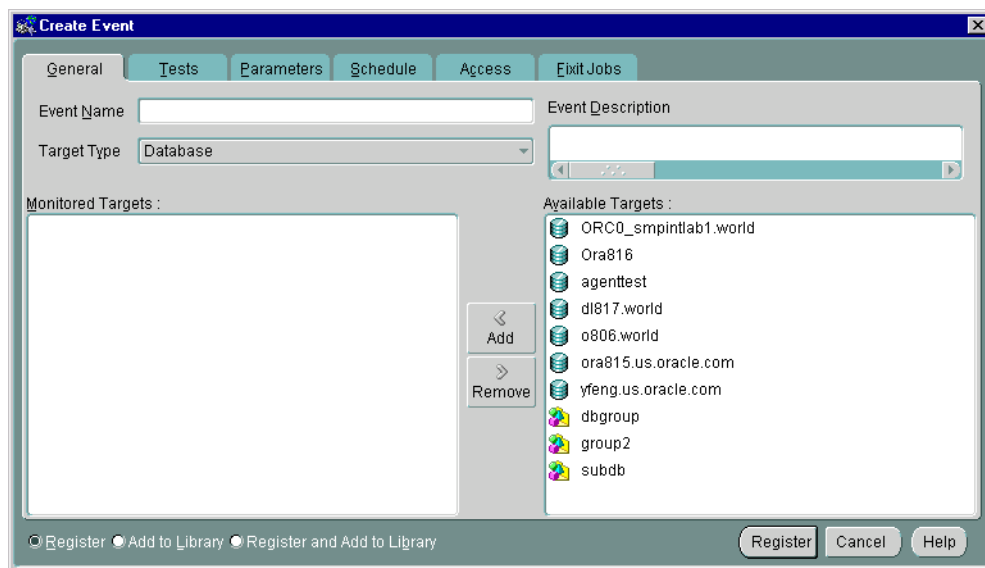 Create Event
General Tests Parameters Schedule Access Fixit Jobs
Event Name
Event Description
Target Type Database
Monitored Targets :
Available Targets :
ORC0_smpintlab1.world
Ora816
agenttest
dl817.world
o806.world
ora815.us.oracle.com
yfeng.us.oracle.com
dbgroup
group2
subdb
Add
Remove
Register Add to Library Register and Add to Library
Register Cancel Help